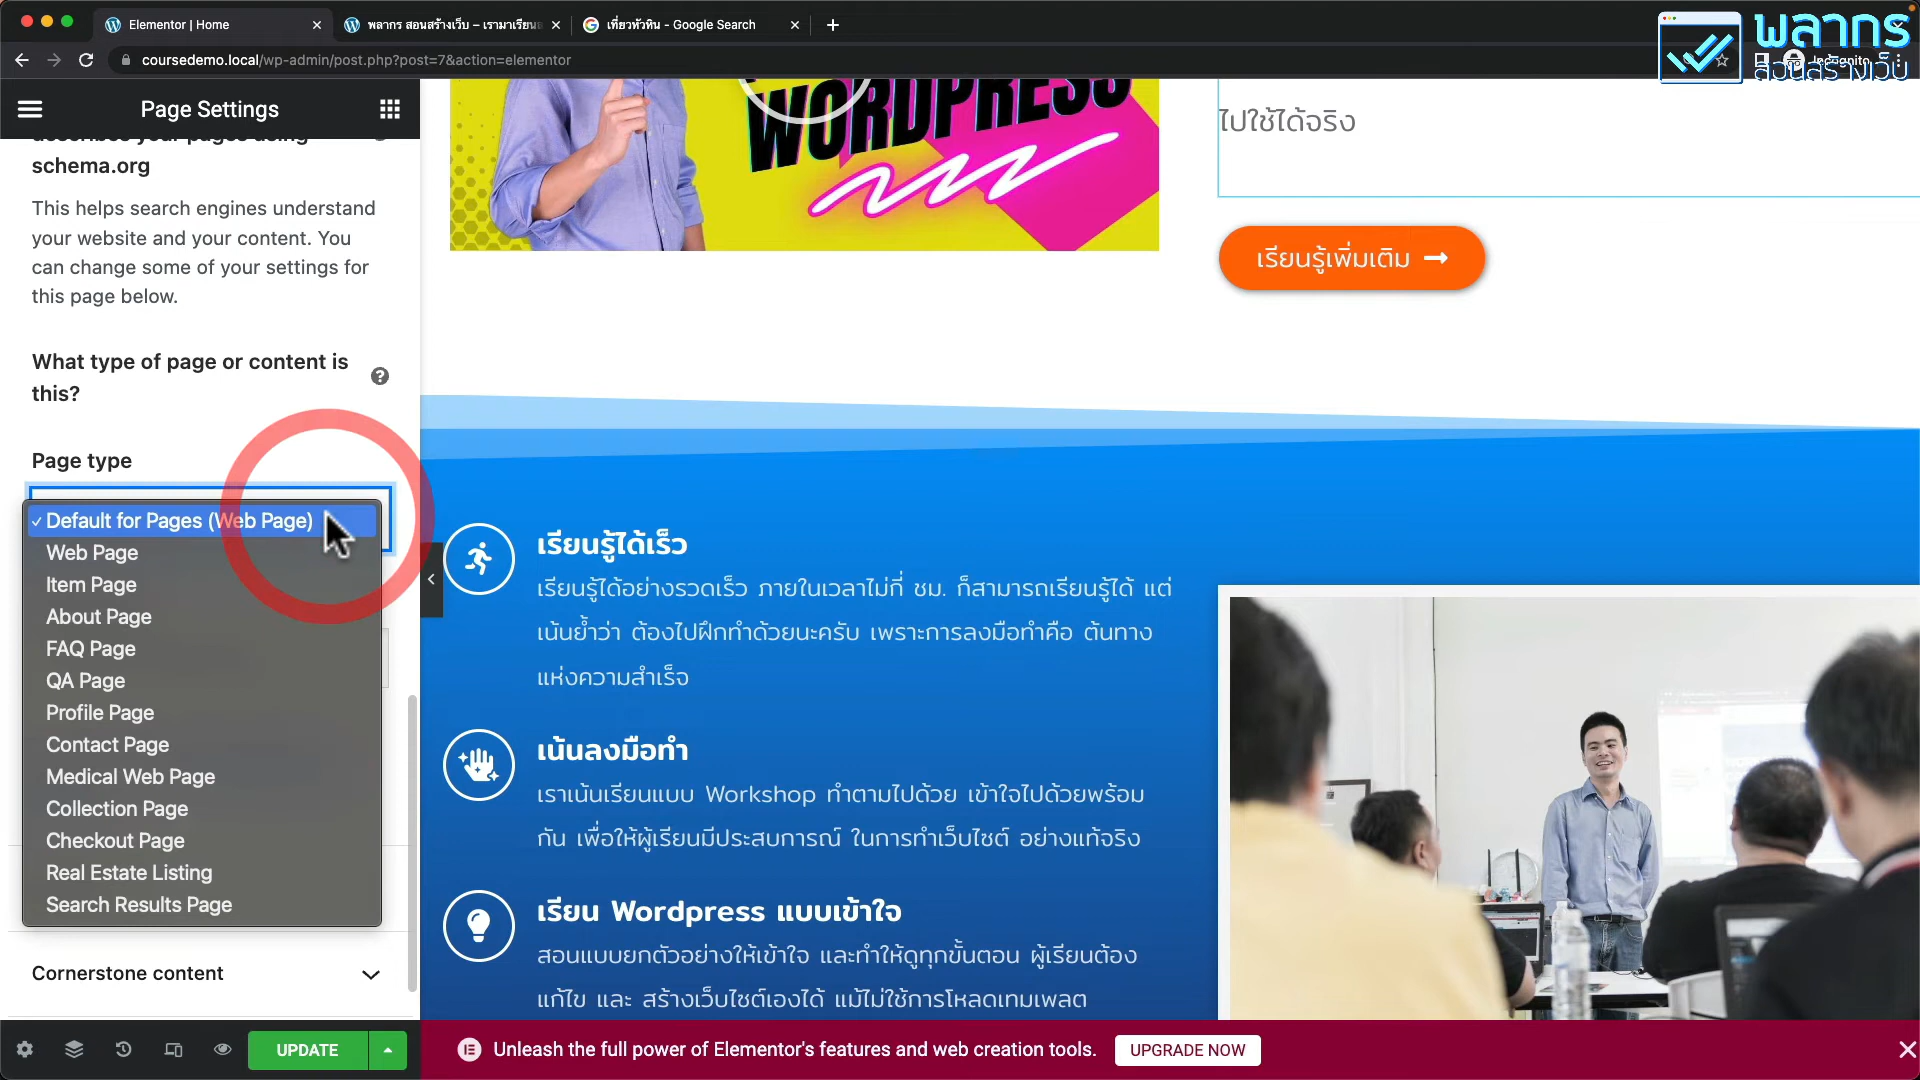 Elementor | Home
พลากร สอนสร้างเว็บ – เรามาเรียน
เที่ยวหัวหิน - Google Search
coursedemo.local/wp-admin/post.php?post=7&action=elementor
พลากร
สอนสร้างเว็บ
Page Settings
describes your pages using
schema.org
This helps search engines understand
your website and your content. You
can change some of your settings for
this page below.
What type of page or content is
this?
Page type
Default for Pages (Web Page)
Web Page
Item Page
About Page
FAQ Page
QA Page
Profile Page
Contact Page
Medical Web Page
Collection Page
Checkout Page
Real Estate Listing
Search Results Page
Cornerstone content
UPDATE
WORDPRESS
ไปใช้ได้จริง
เรียนรู้เพิ่มเติม
เรียนรู้ได้เร็ว
เรียนรู้ได้อย่างรวดเร็ว ภายในเวลาไม่กี่ ชม. ก็สามารถเรียนรู้ได้ แต่
เน้นย้ำว่า ต้องไปฝึกทำด้วยนะครับ เพราะการลงมือทำคือ ต้นทาง
แห่งความสำเร็จ
เน้นลงมือทำ
เราเน้นเรียนแบบ Workshop ทำตามไปด้วย เข้าใจไปด้วยพร้อม
กัน เพื่อให้ผู้เรียนมีประสบการณ์ ในการทำเว็บไซต์ อย่างแท้จริง
เรียน Wordpress แบบเข้าใจ
สอนแบบยกตัวอย่างให้เข้าใจ และทำให้ดูทุกขั้นตอน ผู้เรียนต้อง
แก้ไข และ สร้างเว็บไซต์เองได้ แม้ไม่ใช้การโหลดเทมเพลต
Unleash the full power of Elementor's features and web creation tools.
UPGRADE NOW